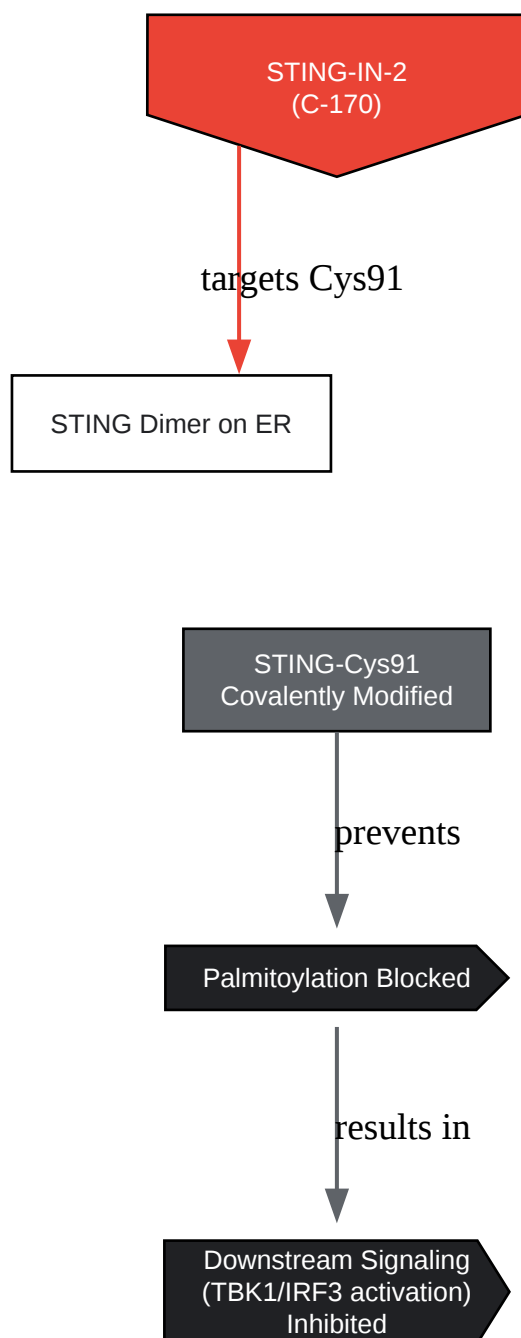 STING-IN-2
(C-170)
targets Cys91
STING Dimer on ER
STING-Cys91
Covalently Modified
prevents
Palmitoylation Blocked
results in
Downstream Signaling
(TBK1/IRF3 activation)
Inhibited